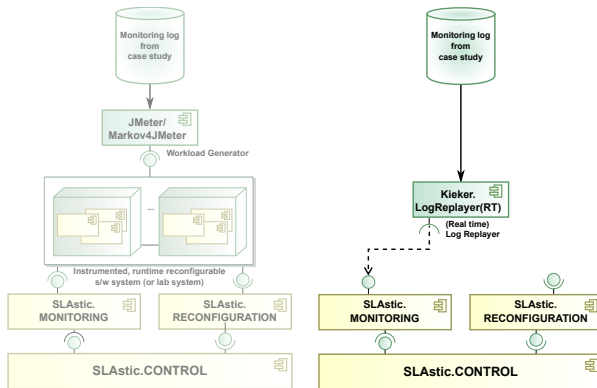 Monitoring log
from
case study
JMeter/
Markov4JMeter
Workload Generator
...
Instrumented, runtime reconfigurable
s/w system (or lab system)
SLAstic.
MONITORING
SLAstic.
RECONFIGURATION
SLAstic.CONTROL
Monitoring log
from
case study
Kieker.
LogReplayer(RT)
(Real time)
Log Replayer
SLAstic.
MONITORING
SLAstic.
RECONFIGURATION
SLAstic.CONTROL